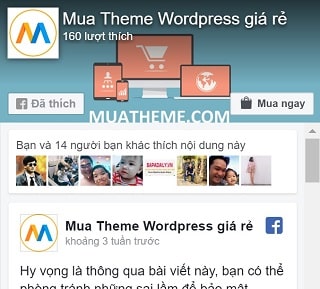 Mua Theme Wordpress giá rẻ
160 lượt thích
Đã thích
Mua ngay
MUATHEME.COM
Bạn và 14 người bạn khác thích nội dung này
BAPADALY.VN
Mua Theme Wordpress giá rẻ
khoảng 3 tuần trước
Hy vọng là thông qua bài viết này, bạn có thể
phòng tránh những sai lầm để bảo mật